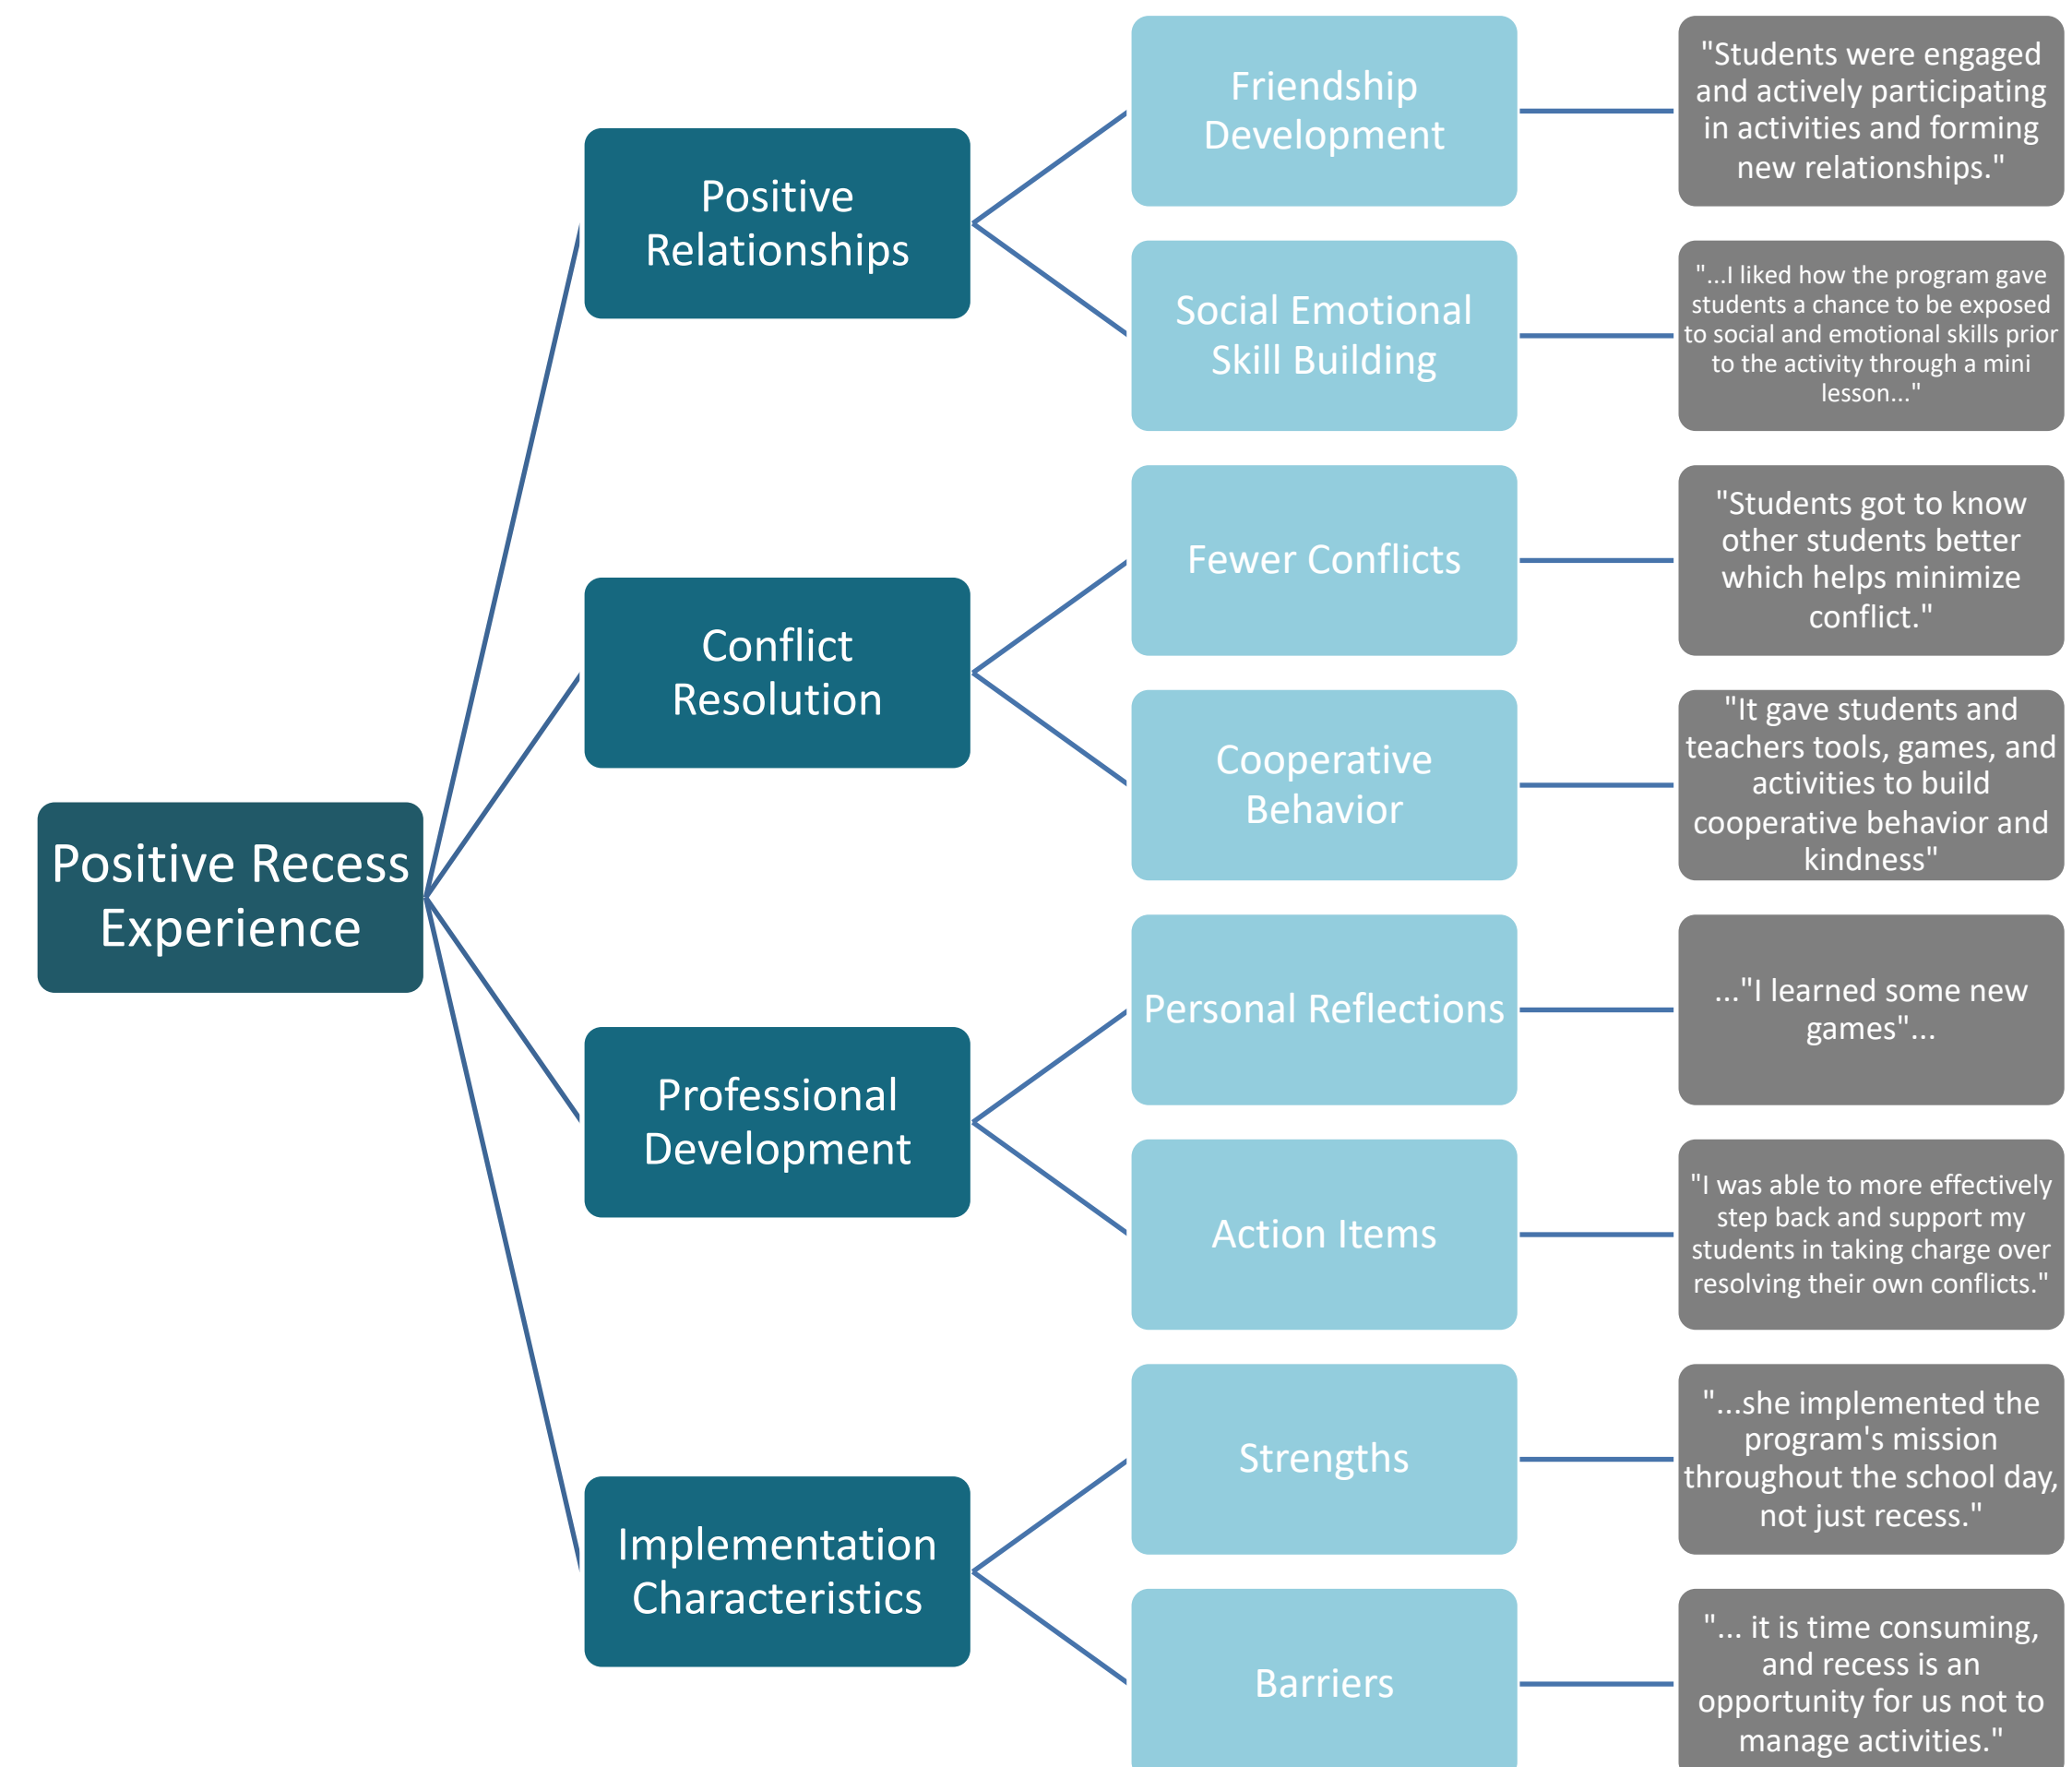 Positive Recess
Experience
Positive
Relationships
Friendship
Development
"Students were engaged
and actively participating
in activities and forming
new relationships."
Social Emotional
Skill Building
"...I liked how the program gave
students a chance to be exposed
to social and emotional skills prior
to the activity through a mini
lesson..."
Conflict
Resolution
Fewer Conflicts
"Students got to know
other students better
which helps minimize
conflict."
Cooperative
Behavior
"It gave students and
teachers tools, games, and
activities to build
cooperative behavior and
kindness"
Professional
Development
Personal Reflections
..."I learned some new
games"...
Action Items
"I was able to more effectively
step back and support my
students in taking charge over
resolving their own conflicts."
Implementation
Characteristics
Strengths
"...she implemented the
program's mission
throughout the school day,
not just recess."
Barriers
"... it is time consuming,
and recess is an
opportunity for us not to
manage activities."